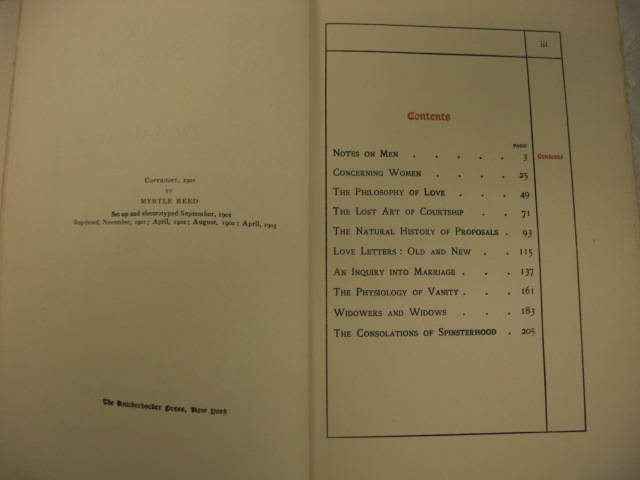 COPYRIGHT, 1901
BY
MYRTLE REED
Set up and electrotyped September, 1901
Reprinted, November, 1901; April, 1902; August, 1902; April, 1903
The Knickerbocker Press, New York
iii
Contents
PAGE
NOTES ON MEN . . . . . 3
Contents
CONCERNING WOMEN . . . . 25
THE PHILOSOPHY OF LOVE . . . 49
THE LOST ART OF COURTSHIP . . 71
THE NATURAL HISTORY OF PROPOSALS . 93
LOVE LETTERS: OLD AND NEW . . 115
AN INQUIRY INTO MARRIAGE . . . 137
THE PHYSIOLOGY OF VANITY . . . 161
WIDOWERS AND WIDOWS . . . 183
THE CONSOLATIONS OF SPINSTERHOOD . 205